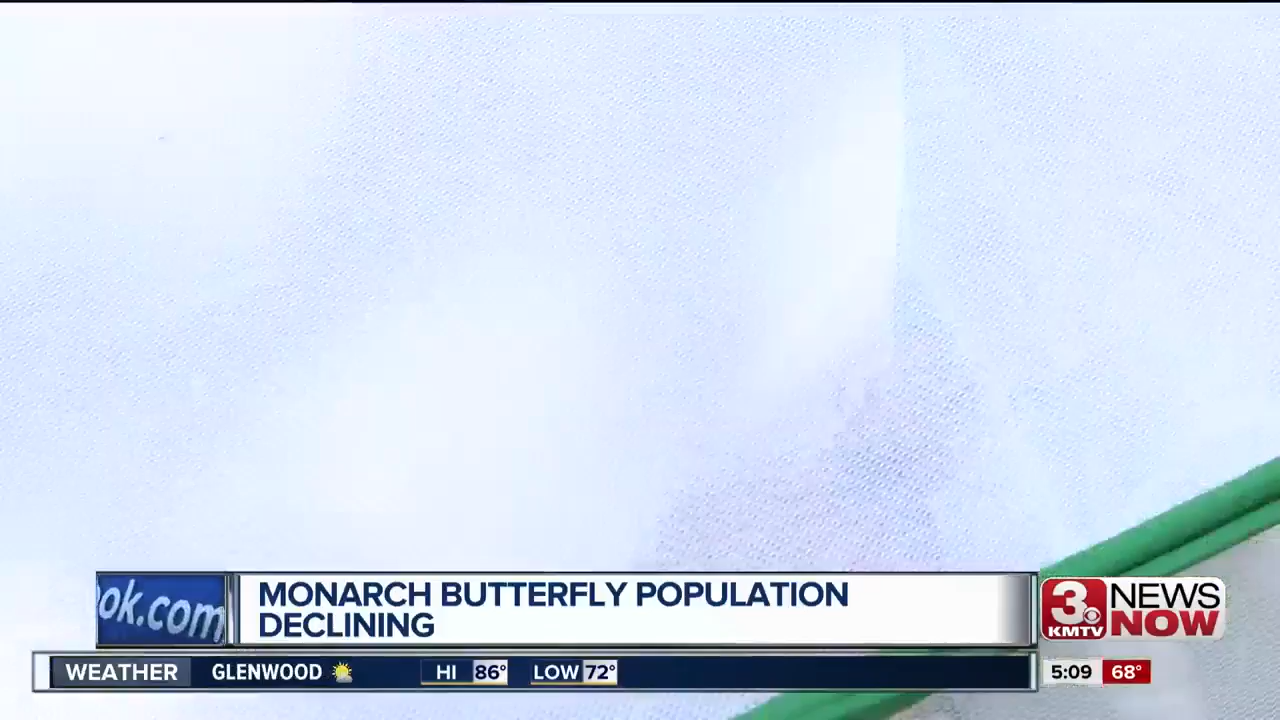 ok.com
MONARCH BUTTERFLY POPULATION
DECLINING
3 NEWS
KMTV NOW
WEATHER GLENWOOD HI 86° LOW 72° 5:09 68°